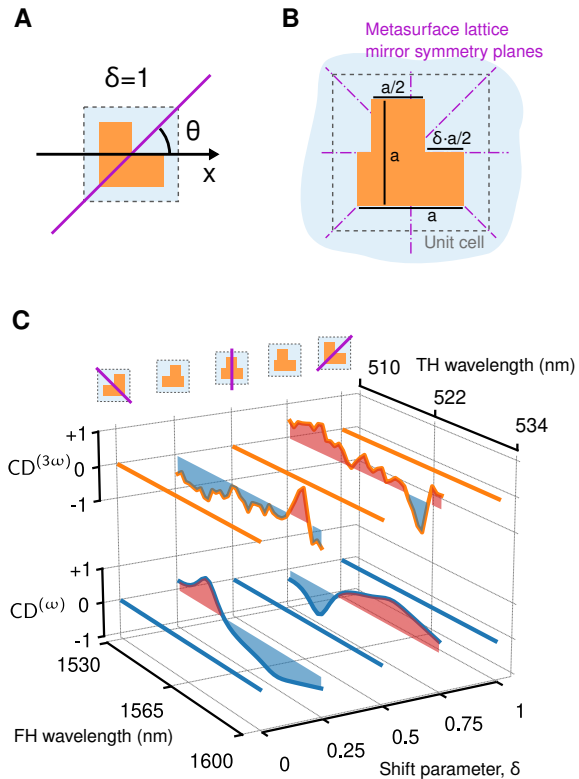 A
δ=1
θ
x
B
Metasurface lattice
mirror symmetry planes
a/2
δ·a/2
a
a
Unit cell
C
510
TH wavelength (nm)
522
534
+1
CD(3ω)
0
-1
+1
CD(ω)
0
-1
1530
1565
1600
FH wavelength (nm)
0
0.25
0.5
0.75
1
Shift parameter, δ